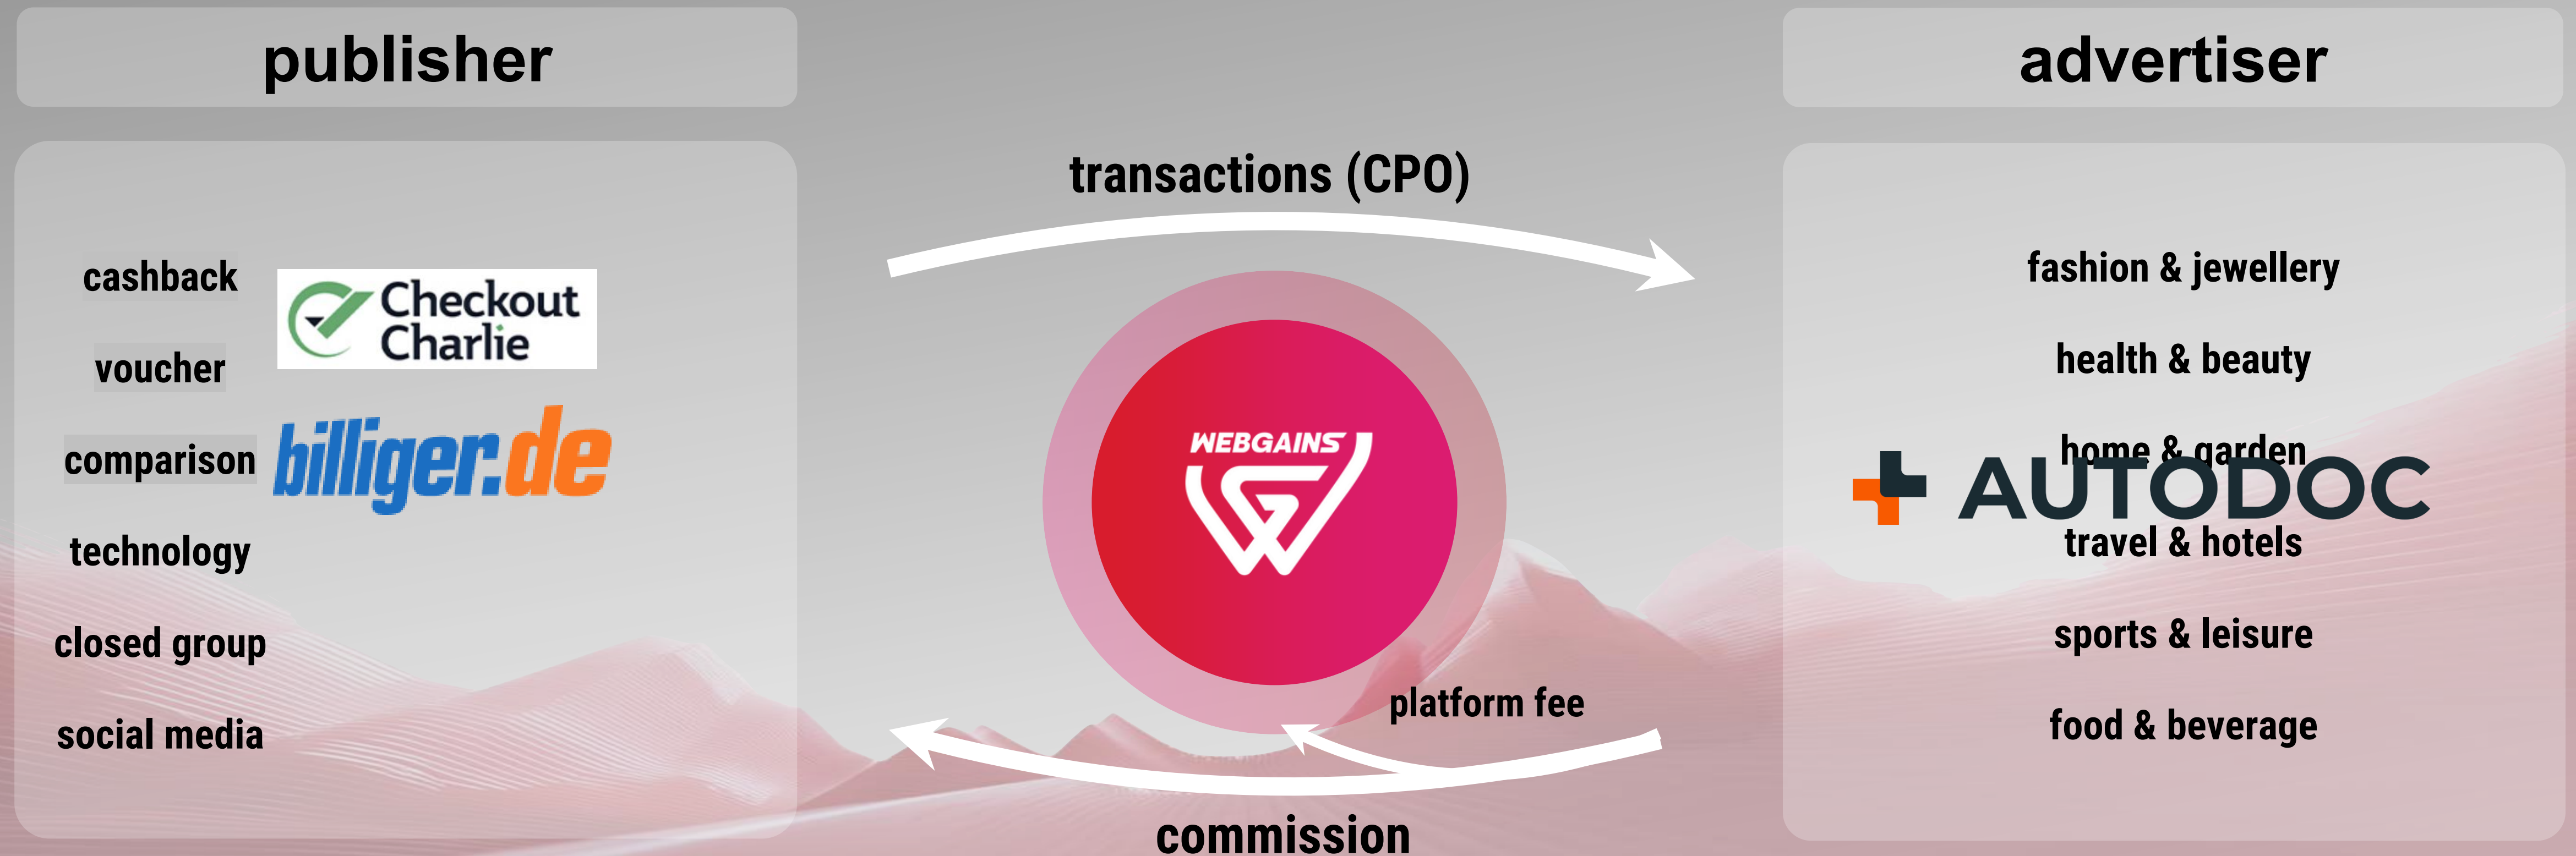 publisher
cashback
voucher
comparison
technology
closed group
social media
Checkout
Charlie
billiger.de
transactions (CPO)
WEBGAINS
platform fee
commission
advertiser
fashion & jewellery
health & beauty
home & garden
AUTODOC
travel & hotels
sports & leisure
food & beverage